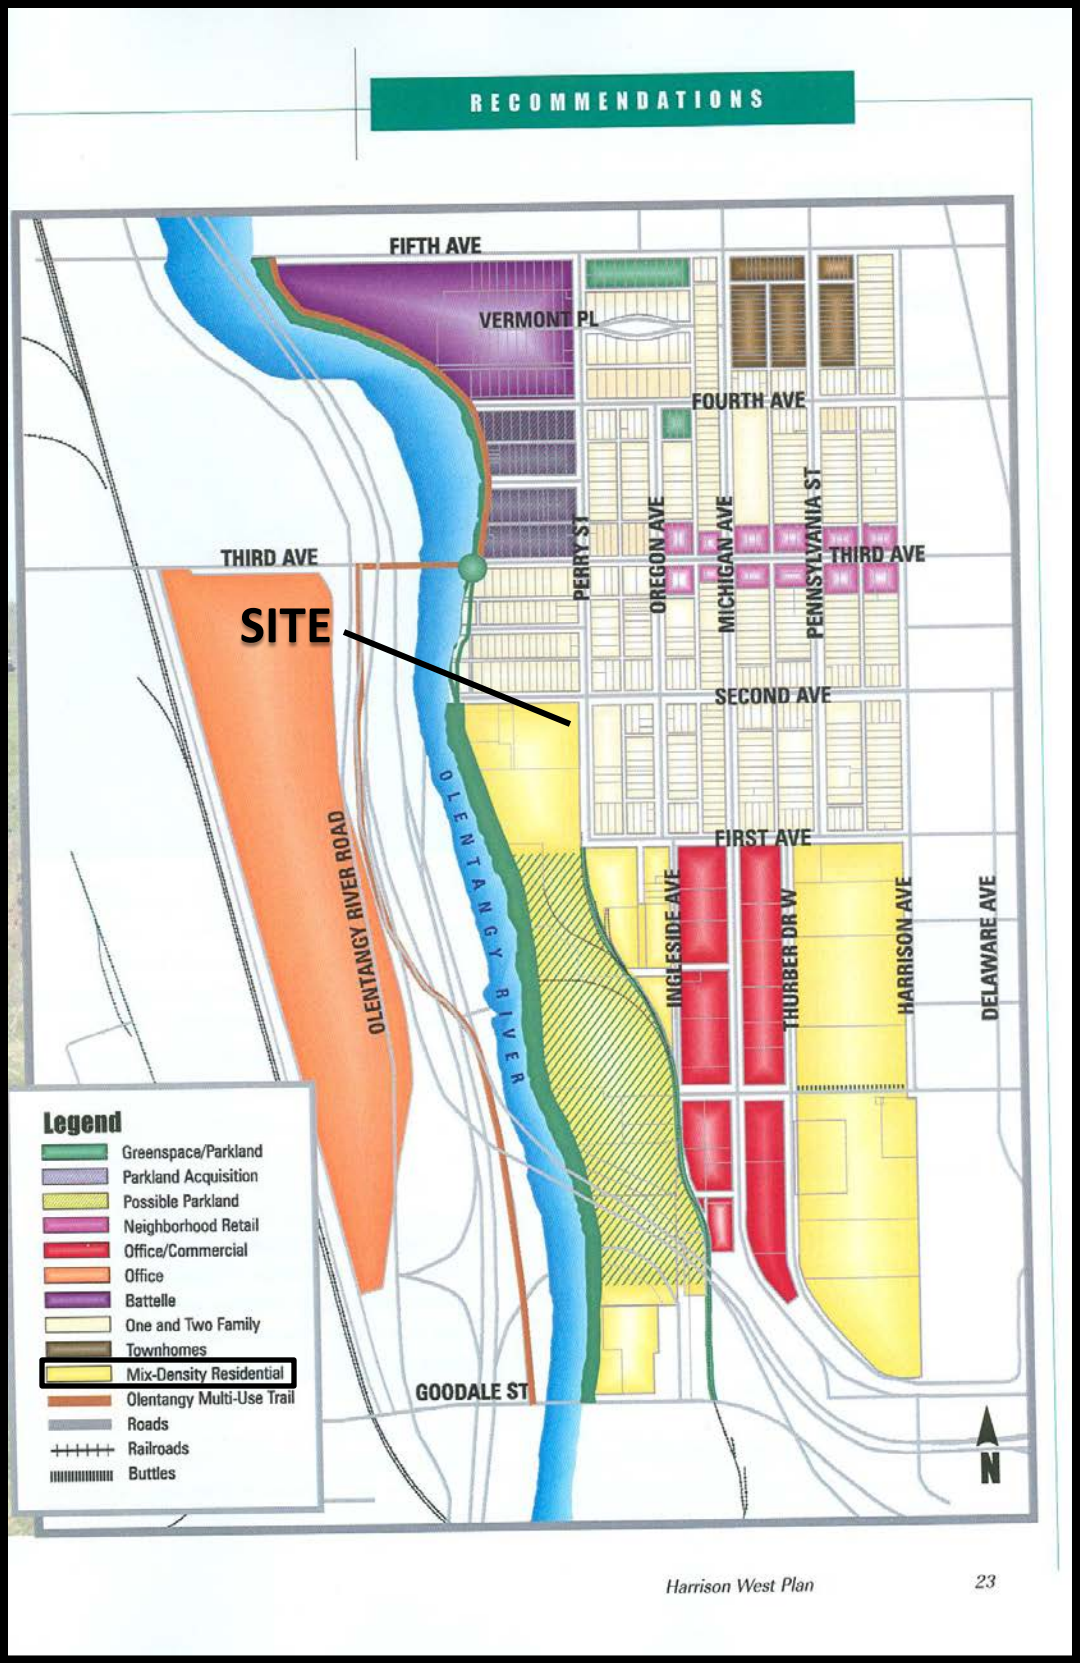 RECOMMENDATIONS
FIFTH AVE
VERMONT PL
FOURTH AVE
PERRY ST
OREGON AVE
MICHIGAN AVE
PENNSYLVANIA ST
THIRD AVE
THIRD AVE
SITE
SECOND AVE
FIRST AVE
OLENTANGY RIVER
OLENTANGY RIVER ROAD
INGLESIDE AVE
THURBER DR W
HARRISON AVE
DELAWARE AVE
GOODALE ST
Legend
Greenspace/Parkland
Parkland Acquisition
Possible Parkland
Neighborhood Retail
Office/Commercial
Office
Battelle
One and Two Family
Townhomes
Mix-Density Residential
Olentangy Multi-Use Trail
Roads
Railroads
Buttles
N
Harrison West Plan 23